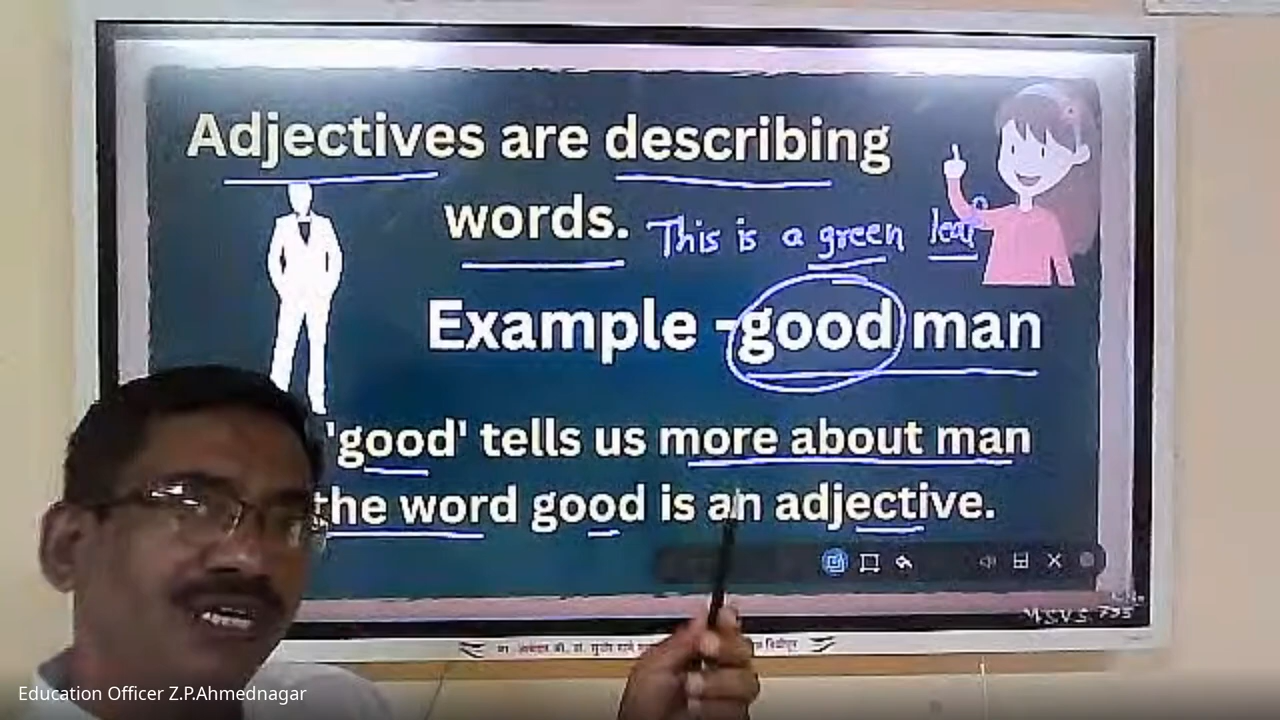 Adjectives are describing
words. This is a green leaf
Example -good man
'good' tells us more about man
the word good is an adjective.
M.S.V.S. 735
Education Officer Z.P.Ahmednagar